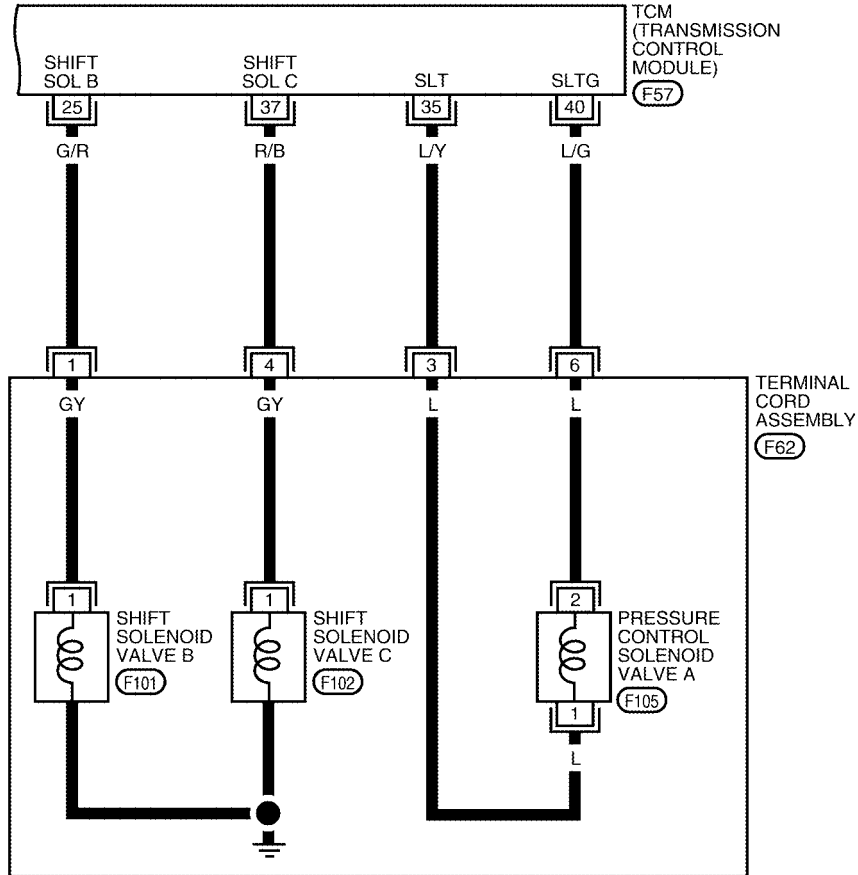 TCM
(TRANSMISSION
CONTROL
MODULE)
F57
SHIFT
SOL B
SHIFT
SOL C
SLT
SLTG
25
37
35
40
G/R
R/B
L/Y
L/G
1
4
3
6
TERMINAL
CORD
ASSEMBLY
F62
GY
GY
L
L
1
1
2
SHIFT
SOLENOID
VALVE B
F101
SHIFT
SOLENOID
VALVE C
F102
PRESSURE
CONTROL
SOLENOID
VALVE A
F105
1
L